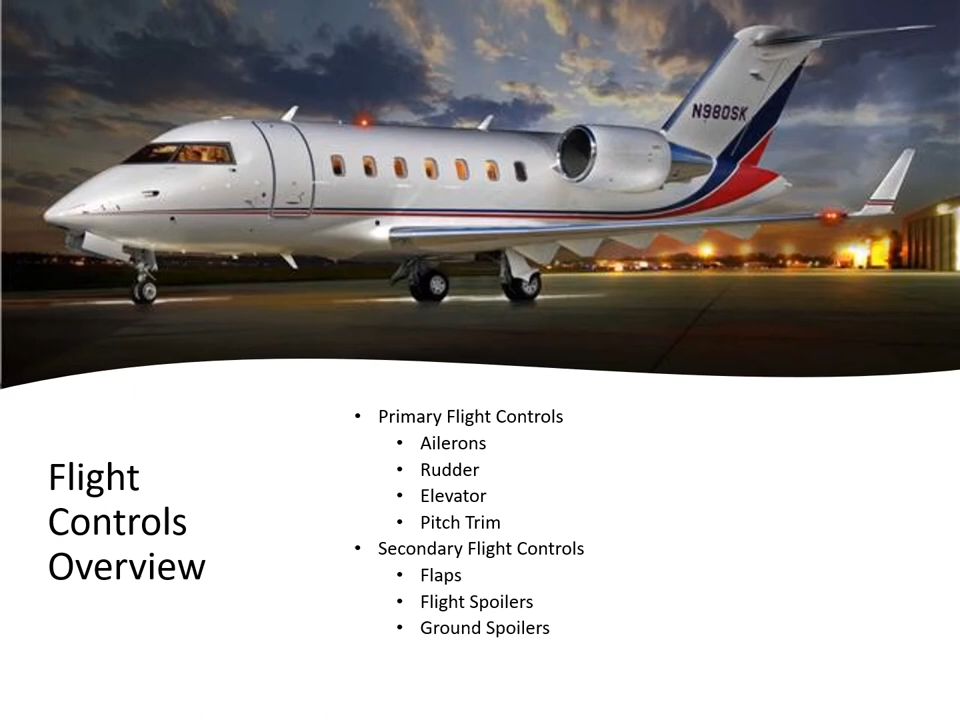 N980SK
Flight
Controls
Overview
• Primary Flight Controls
• Ailerons
• Rudder
• Elevator
• Pitch Trim
• Secondary Flight Controls
• Flaps
• Flight Spoilers
• Ground Spoilers